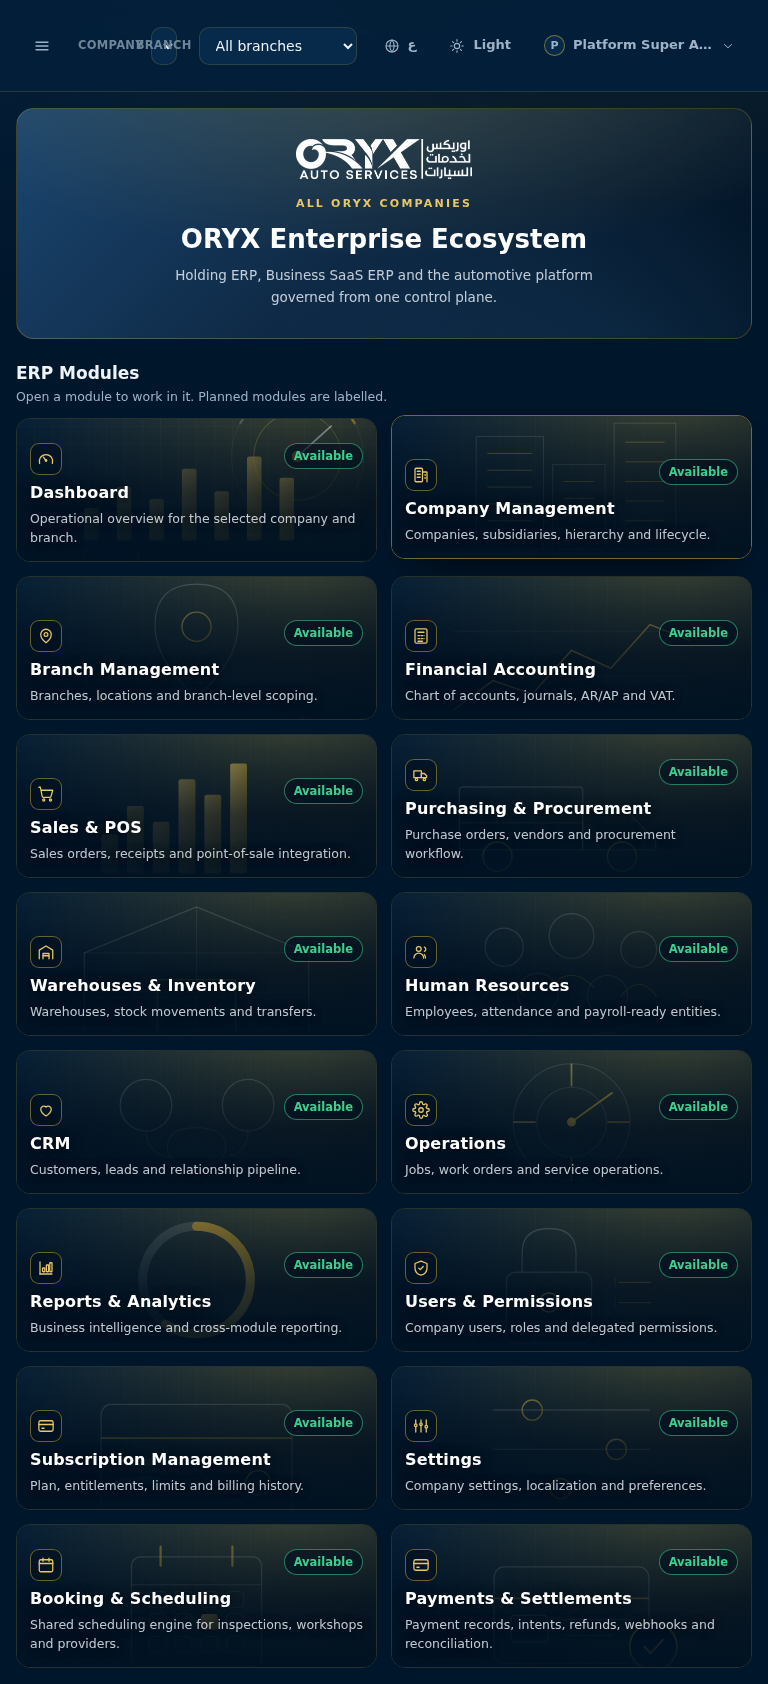 COMPANY
BRANCH
All branches
ع
Light
P
Platform Super A...
ORYX
AUTO SERVICES
اوريكس
لخدمات
السيارات
ALL ORYX COMPANIES
ORYX Enterprise Ecosystem
Holding ERP, Business SaaS ERP and the automotive platform
governed from one control plane.
ERP Modules
Open a module to work in it. Planned modules are labelled.
Available
Dashboard
Operational overview for the selected company and
branch.
Available
Company Management
Companies, subsidiaries, hierarchy and lifecycle.
Available
Branch Management
Branches, locations and branch-level scoping.
Available
Financial Accounting
Chart of accounts, journals, AR/AP and VAT.
Available
Sales & POS
Sales orders, receipts and point-of-sale integration.
Available
Purchasing & Procurement
Purchase orders, vendors and procurement
workflow.
Available
Warehouses & Inventory
Warehouses, stock movements and transfers.
Available
Human Resources
Employees, attendance and payroll-ready entities.
Available
CRM
Customers, leads and relationship pipeline.
Available
Operations
Jobs, work orders and service operations.
Available
Reports & Analytics
Business intelligence and cross-module reporting.
Available
Users & Permissions
Company users, roles and delegated permissions.
Available
Subscription Management
Plan, entitlements, limits and billing history.
Available
Settings
Company settings, localization and preferences.
Available
Booking & Scheduling
Shared scheduling engine for inspections, workshops
and providers.
Available
Payments & Settlements
Payment records, intents, refunds, webhooks and
reconciliation.